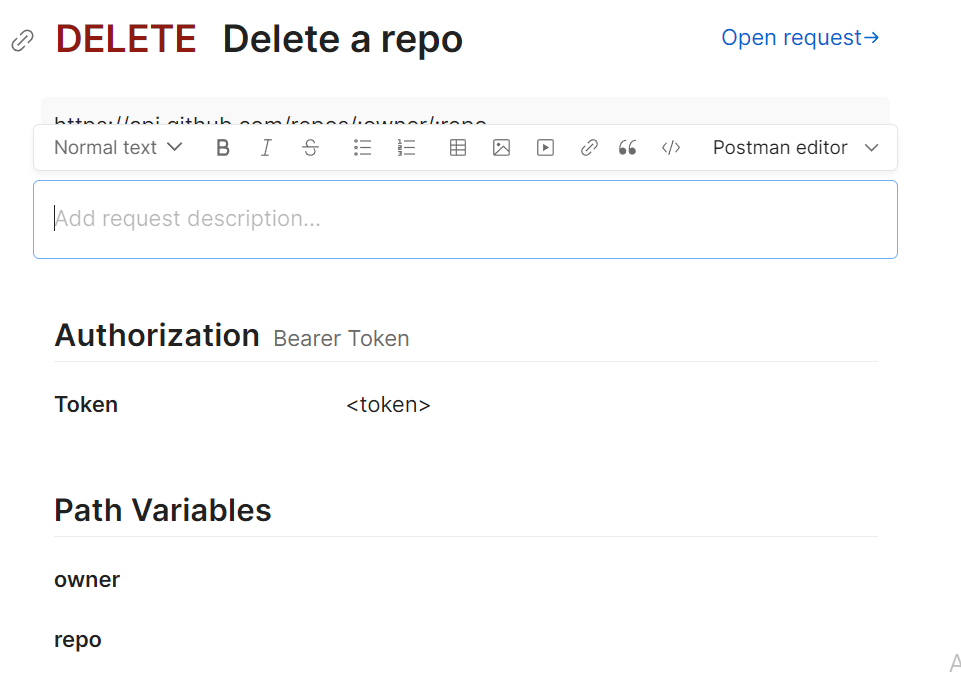 DELETE Delete a repo Open request→
https://api.github.com/repos/:owner/:repo
Normal text B I S Postman editor
Add request description...
Authorization Bearer Token
Token <token>
Path Variables
owner
repo
A